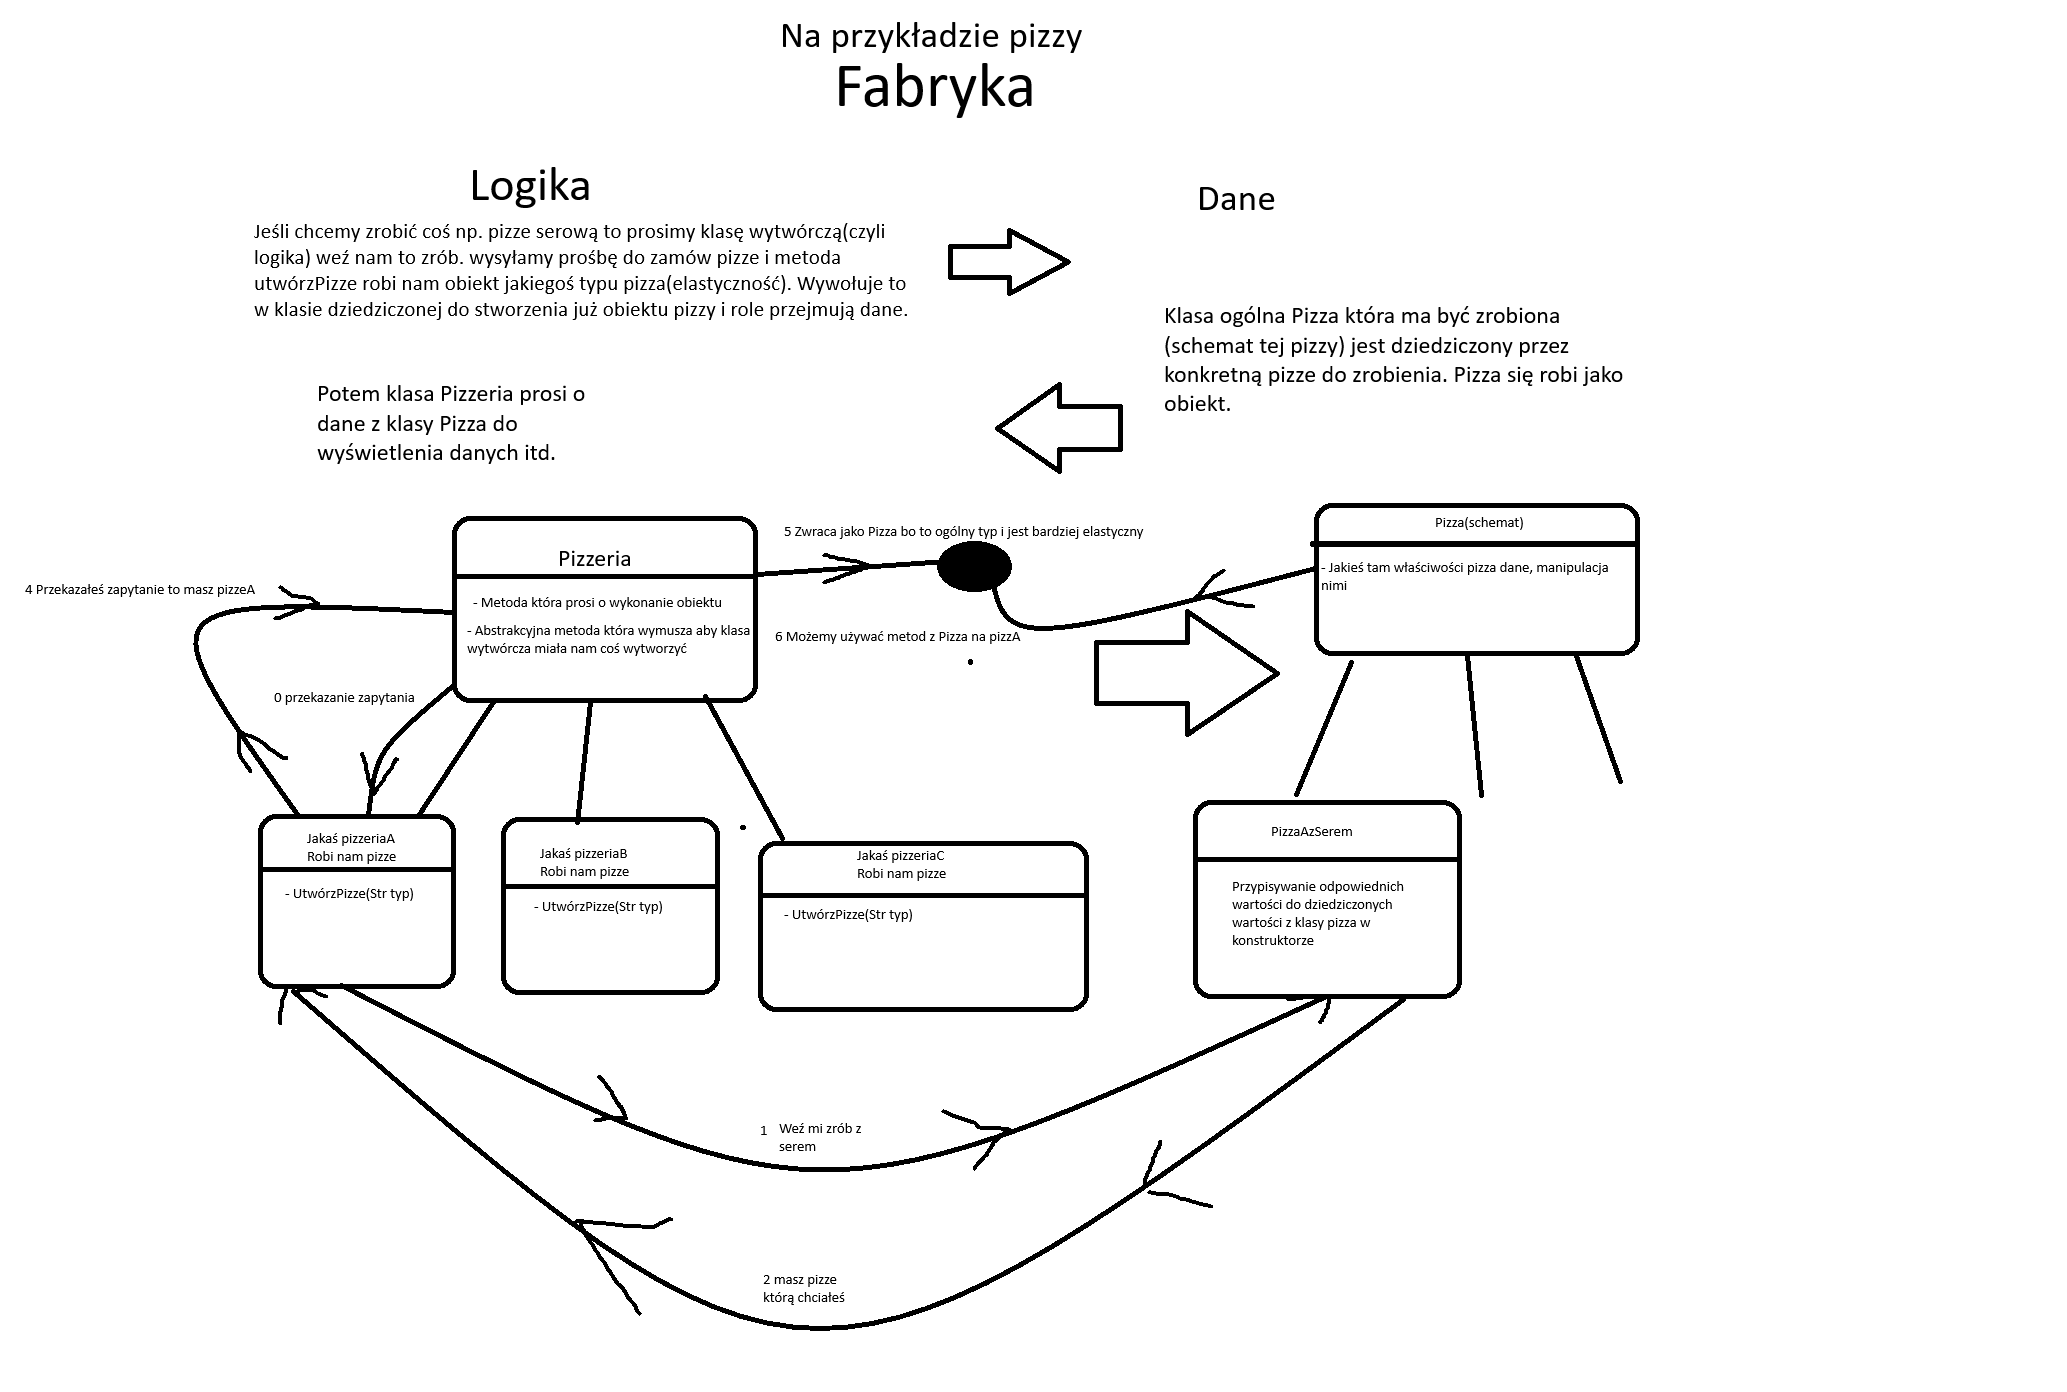 Na przykładzie pizzy
Fabryka
Logika
Jeśli chcemy zrobić coś np. pizze serową to prosimy klasę wytwórczą(czyli
logika) weź nam to zrób. wysyłamy prośbę do zamów pizze i metoda
utwórzPizze robi nam obiekt jakiegoś typu pizza(elastyczność). Wywołuje to
w klasie dziedziczonej do stworzenia już obiektu pizzy i role przejmują dane.
Dane
Klasa ogólna Pizza która ma być zrobiona
(schemat tej pizzy) jest dziedziczony przez
konkretną pizze do zrobienia. Pizza się robi jako
obiekt.
Potem klasa Pizzeria prosi o
dane z klasy Pizza do
wyświetlenia danych itd.
Pizzeria
- Metoda która prosi o wykonanie obiektu
- Abstrakcyjna metoda która wymusza aby klasa
wytwórcza miała nam coś wytworzyć
5 Zwraca jako Pizza bo to ogólny typ i jest bardziej elastyczny
6 Możemy używać metod z Pizza na pizzA
Pizza(schemat)
- Jakieś tam właściwości pizza dane, manipulacja
nimi
4 Przekazałeś zapytanie to masz pizzeA
0 przekazanie zapytania
Jakaś pizzeriaA
Robi nam pizze
- UtwórzPizze(Str typ)
Jakaś pizzeriaB
Robi nam pizze
- UtwórzPizze(Str typ)
Jakaś pizzeriaC
Robi nam pizze
- UtwórzPizze(Str typ)
PizzaAzSerem
Przypisywanie odpowiednich
wartości do dziedziczonych
wartości z klasy pizza w
konstruktorze
1 Weź mi zrób z
serem
2 masz pizze
którą chciałeś